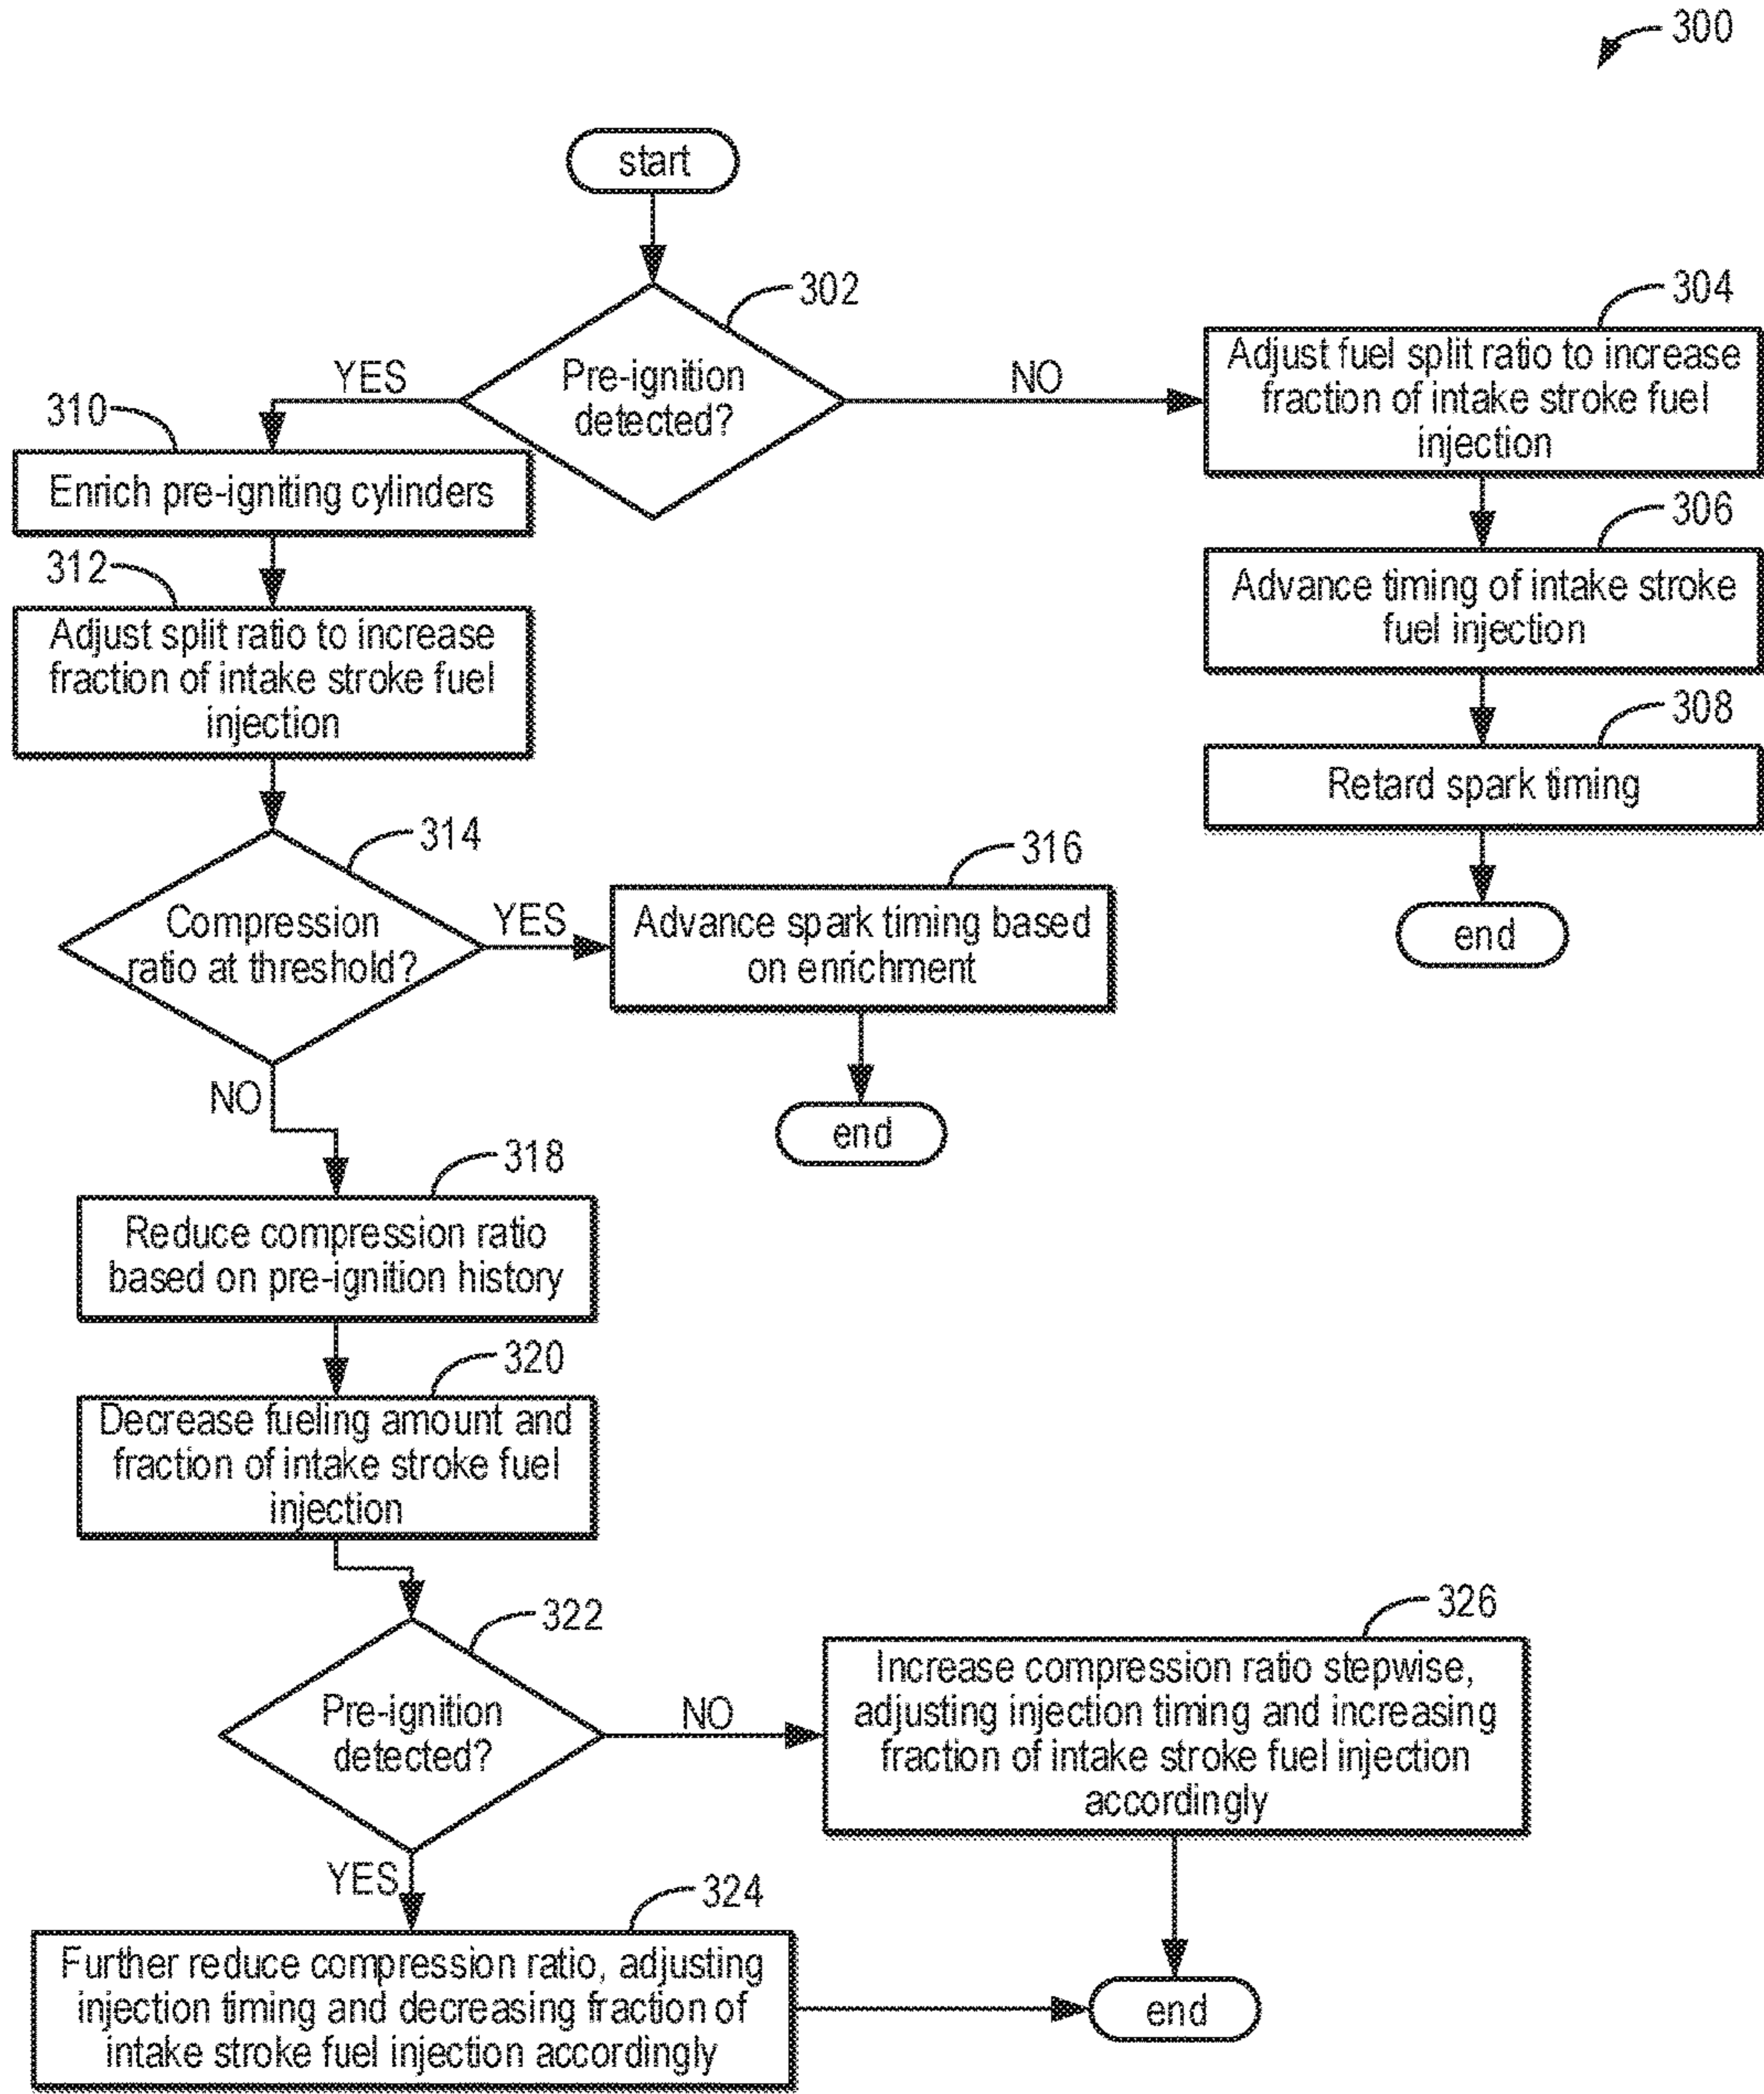 300
start
302
Pre-ignition
detected?
YES
NO
304
Adjust fuel split ratio to increase
fraction of intake stroke fuel
injection
306
Advance timing of intake stroke
fuel injection
308
Retard spark timing
end
310
Enrich pre-igniting cylinders
312
Adjust split ratio to increase
fraction of intake stroke fuel
injection
314
Compression
ratio at threshold?
YES
316
Advance spark timing based
on enrichment
end
NO
318
Reduce compression ratio
based on pre-ignition history
320
Decrease fueling amount and
fraction of intake stroke fuel
injection
322
Pre-ignition
detected?
NO
326
Increase compression ratio stepwise,
adjusting injection timing and increasing
fraction of intake stroke fuel injection
accordingly
YES
324
Further reduce compression ratio, adjusting
injection timing and decreasing fraction of
intake stroke fuel injection accordingly
end